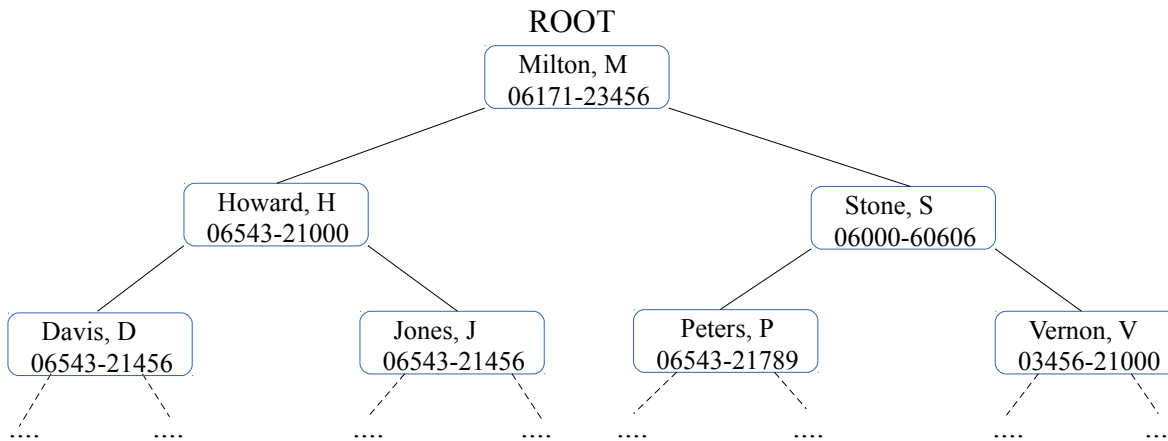 ROOT
Milton, M
06171-23456
Howard, H
06543-21000
Stone, S
06000-60606
Davis, D
06543-21456
Jones, J
06543-21456
Peters, P
06543-21789
Vernon, V
03456-21000
.... .... .... .... .... .... .... ....